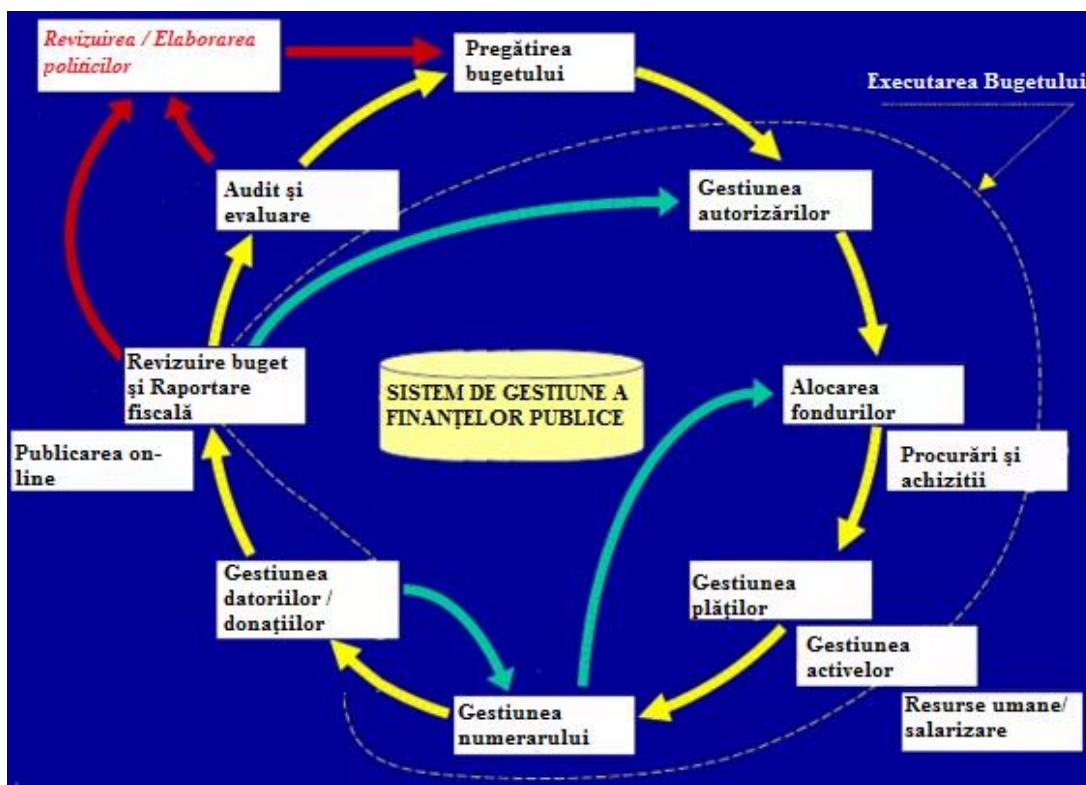 Revizuirea / Elaborarea
politicilor
Pregătirea
bugetului
Executarea Bugetului
Audit și
evaluare
Gestiunea
autorizărilor
Revizuire buget
și Raportare
fiscală
SISTEM DE GESTIUNE A
FINANȚELOR PUBLICE
Alocarea
fondurilor
Publicarea on-
line
Procurări și
achizitii
Gestiunea
datoriilor /
donațiilor
Gestiunea
plăților
Gestiunea
activelor
Gestiunea
numerarului
Resurse umane/
salarizare